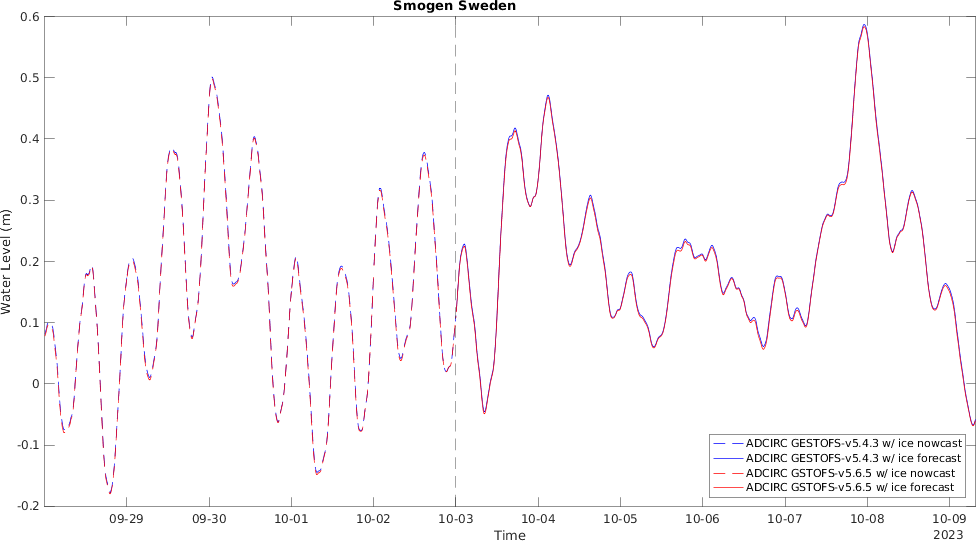 Smogen Sweden
Water Level (m)
0.6
0.5
0.4
0.3
0.2
0.1
0
-0.1
-0.2
ADCIRC GESTOFS-v5.4.3 w/ ice nowcast
ADCIRC GESTOFS-v5.4.3 w/ ice forecast
ADCIRC GSTOFS-v5.6.5 w/ ice nowcast
ADCIRC GSTOFS-v5.6.5 w/ ice forecast
09-29 09-30 10-01 10-02 10-03 10-04 10-05 10-06 10-07 10-08 10-09
Time
2023